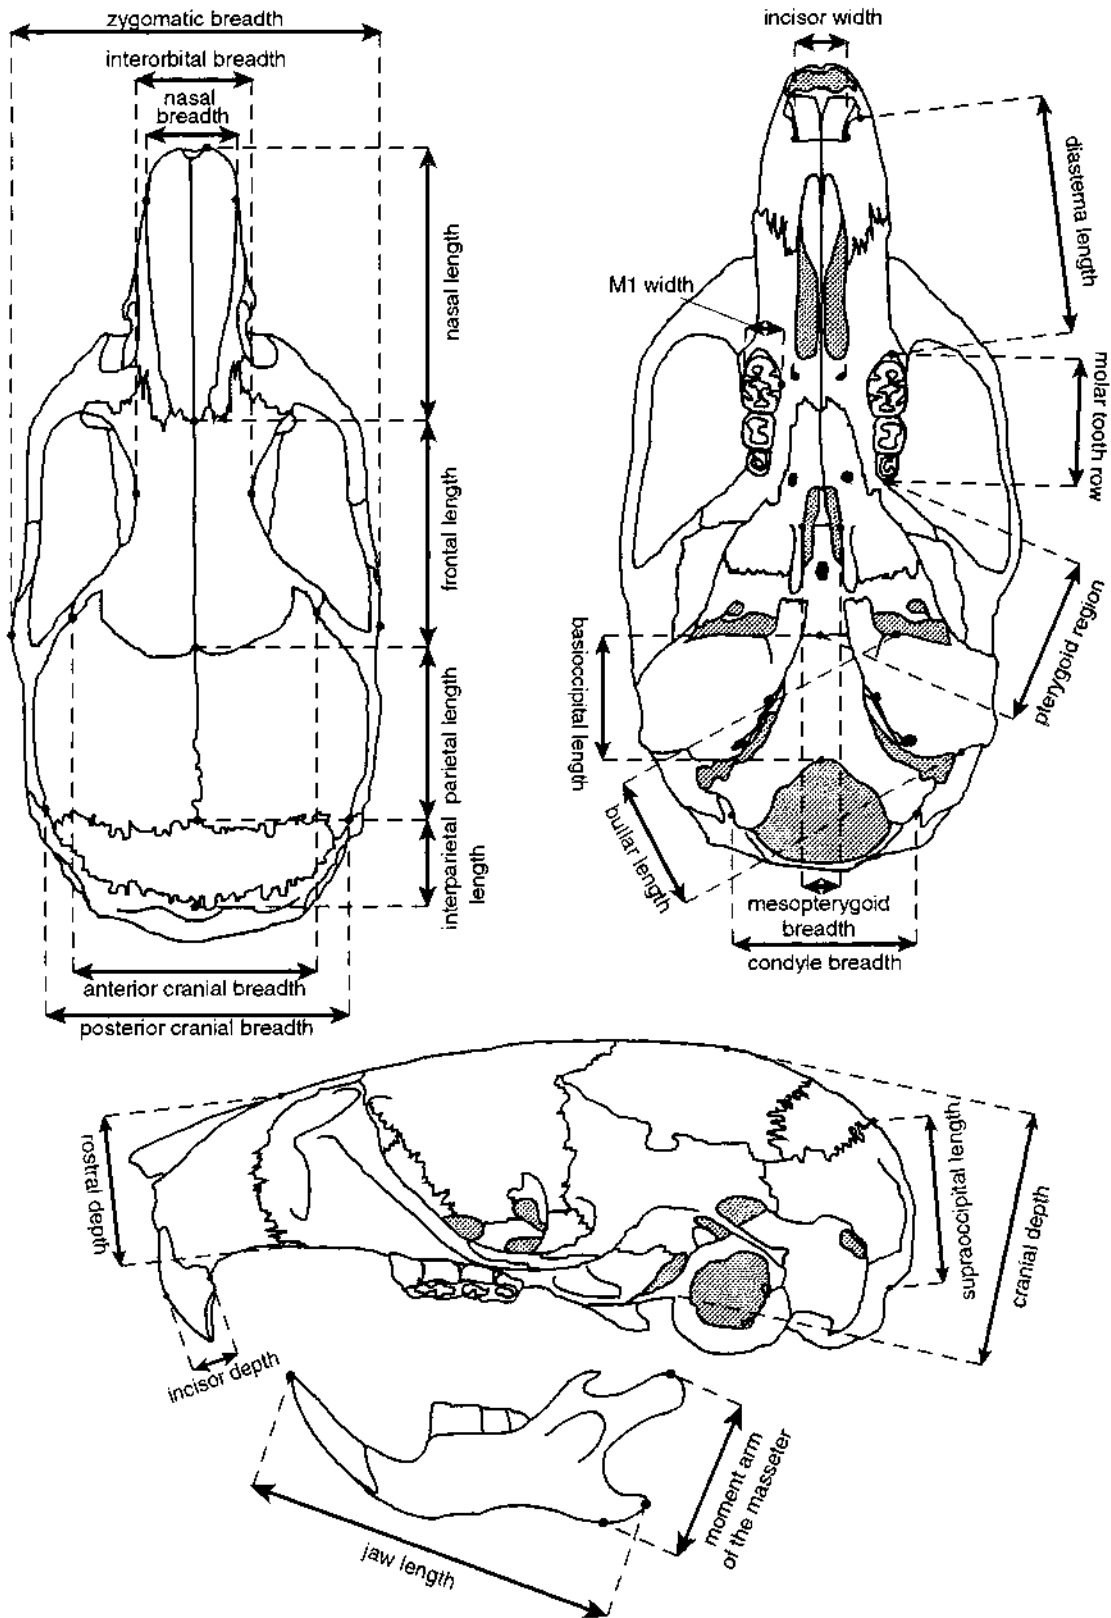 zygomatic breadth
interorbital breadth
nasal
breadth
nasal length
frontal length
parietal length
interparietal
length
anterior cranial breadth
posterior cranial breadth
incisor width
diastema length
M1 width
molar tooth row
pterygoid region
basioccipital length
bullar length
mesopterygoid
breadth
condyle breadth
rostral depth
supraoccipital length
cranial depth
incisor depth
moment arm
of the masseter
jaw length